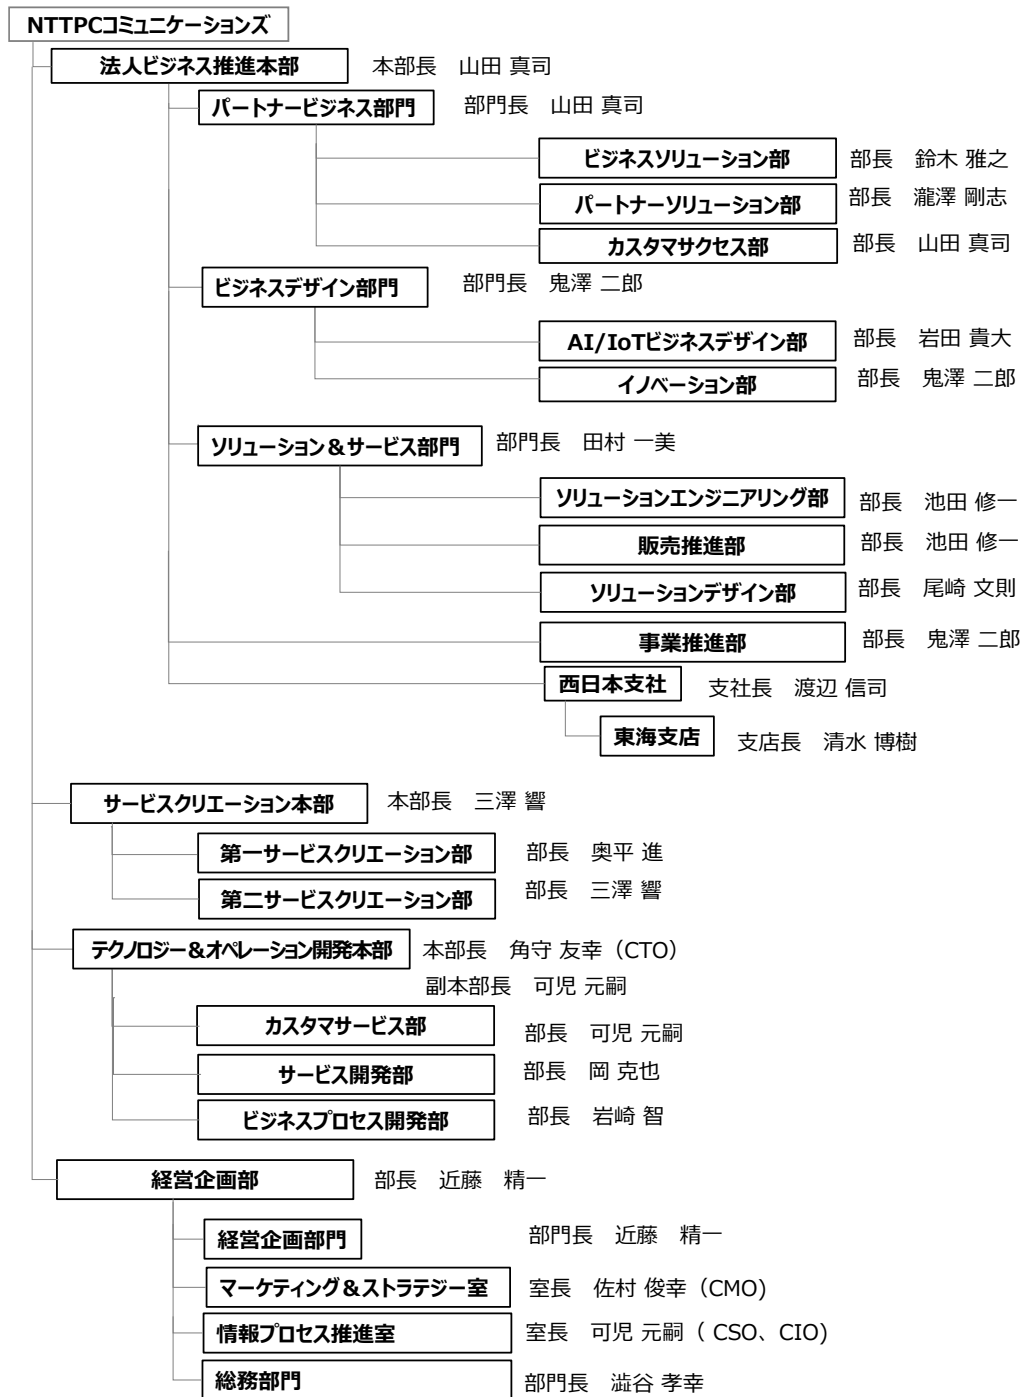 NTTPCコミュニケーションズ
法人ビジネス推進本部 本部長 山田 真司
パートナービジネス部門 部門長 山田 真司
ビジネスソリューション部 部長 鈴木 雅之
パートナーソリューション部 部長 瀧澤 剛志
カスタマサクセス部 部長 山田 真司
ビジネスデザイン部門 部門長 鬼澤 二郎
AI/IoTビジネスデザイン部 部長 岩田 貴大
イノベーション部 部長 鬼澤 二郎
ソリューション＆サービス部門 部門長 田村 一美
ソリューションエンジニアリング部 部長 池田 修一
販売推進部 部長 池田 修一
ソリューションデザイン部 部長 尾崎 文則
事業推進部 部長 鬼澤 二郎
西日本支社 支社長 渡辺 信司
東海支店 支店長 清水 博樹
サービスクリエーション本部 本部長 三澤 響
第一サービスクリエーション部 部長 奥平 進
第二サービスクリエーション部 部長 三澤 響
テクノロジー＆オペレーション開発本部 本部長 角守 友幸（CTO）
副本部長 可児 元嗣
カスタマサービス部 部長 可児 元嗣
サービス開発部 部長 岡 克也
ビジネスプロセス開発部 部長 岩崎 智
経営企画部 部長 近藤 精一
経営企画部門 部門長 近藤 精一
マーケティング＆ストラテジー室 室長 佐村 俊幸（CMO)
情報プロセス推進室 室長 可児 元嗣（ CSO、CIO)
総務部門 部門長 澁谷 孝幸